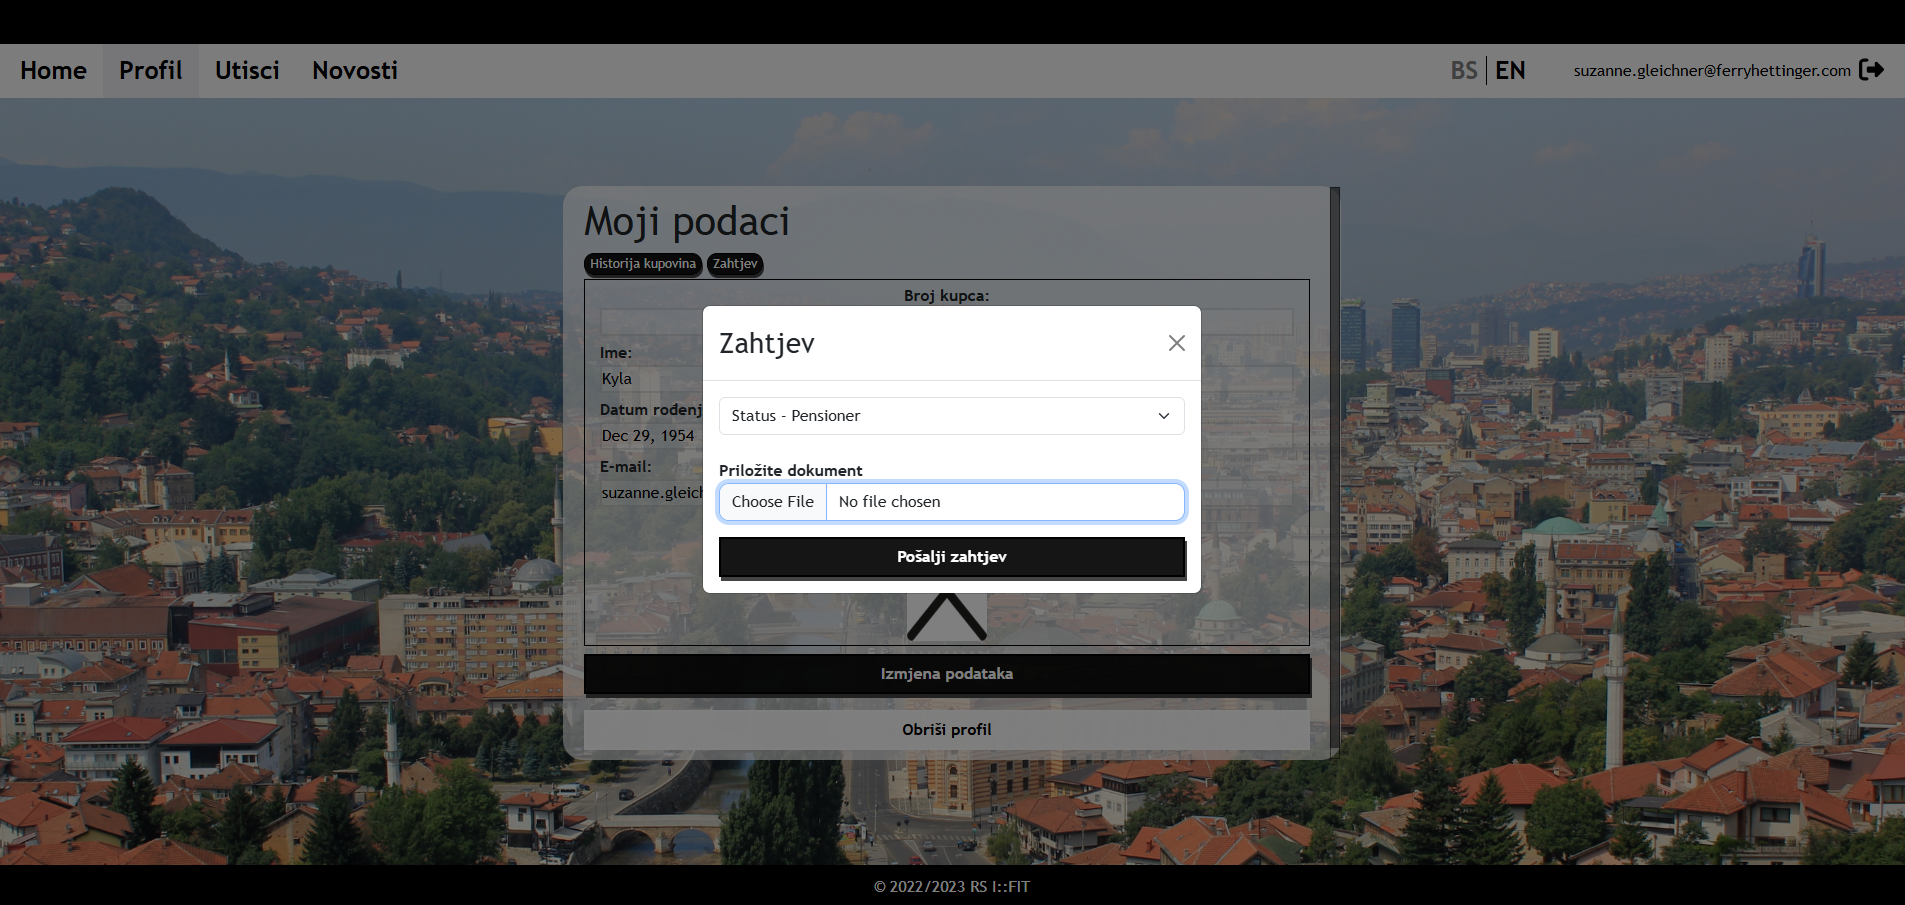 Home Profil Utisci Novosti BS EN suzanne.gleichner@ferryhettinger.com
Moji podaci
Historija kupovina Zahtjev
Broj kupca:
Ime:
Kyla
Datum rođenj
Dec 29, 1954
E-mail:
suzanne.gleich
Zahtjev
Status - Pensioner
Priložite dokument
Choose File No file chosen
Pošalji zahtjev
Izmjena podataka
Obriši profil
© 2022/2023 RS I::FIT